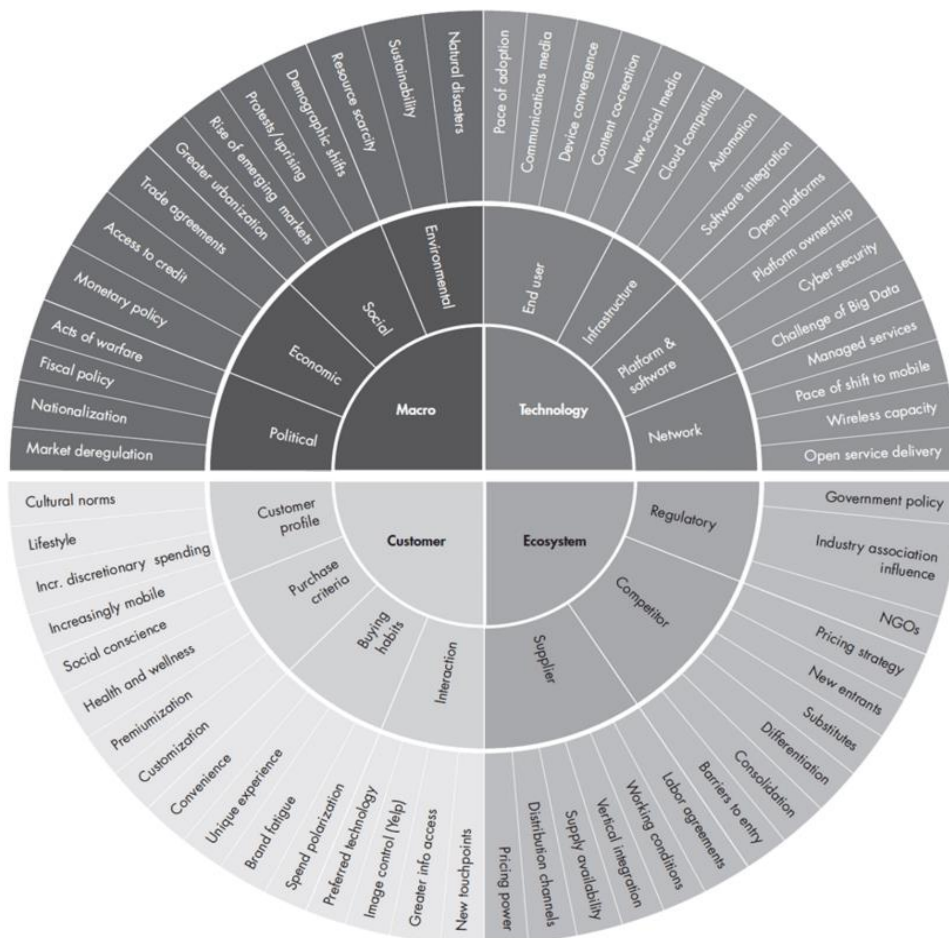 Natural disasters
Sustainability
Resource scarcity
Demographic shifts
Protests/uprising
Rise of emerging markets
Greater urbanization
Trade agreements
Access to credit
Monetary policy
Acts of warfare
Fiscal policy
Nationalization
Market deregulation
Pace of adoption
Communications media
Device convergence
Content cocreation
New social media
Cloud computing
Automation
Software integration
Open platforms
Platform ownership
Cyber security
Challenge of Big Data
Managed services
Pace of shift to mobile
Wireless capacity
Open service delivery
Environmental
Social
Economic
Political
End user
Infrastructure
Platform &
software
Network
Macro
Technology
Customer
Ecosystem
Customer
profile
Purchase
criteria
Buying
habits
Interaction
Regulatory
Competitor
Supplier
Cultural norms
Lifestyle
Incr. discretionary spending
Increasingly mobile
Social conscience
Health and wellness
Premiumization
Customization
Convenience
Unique experience
Brand fatigue
Spend polarization
Preferred technology
Image control (Yelp)
Greater info access
New touchpoints
Government policy
Industry association
influence
NGOs
Pricing strategy
New entrants
Substitutes
Differentiation
Consolidation
Barriers to entry
Labor agreements
Working conditions
Vertical integration
Supply availability
Distribution channels
Pricing power